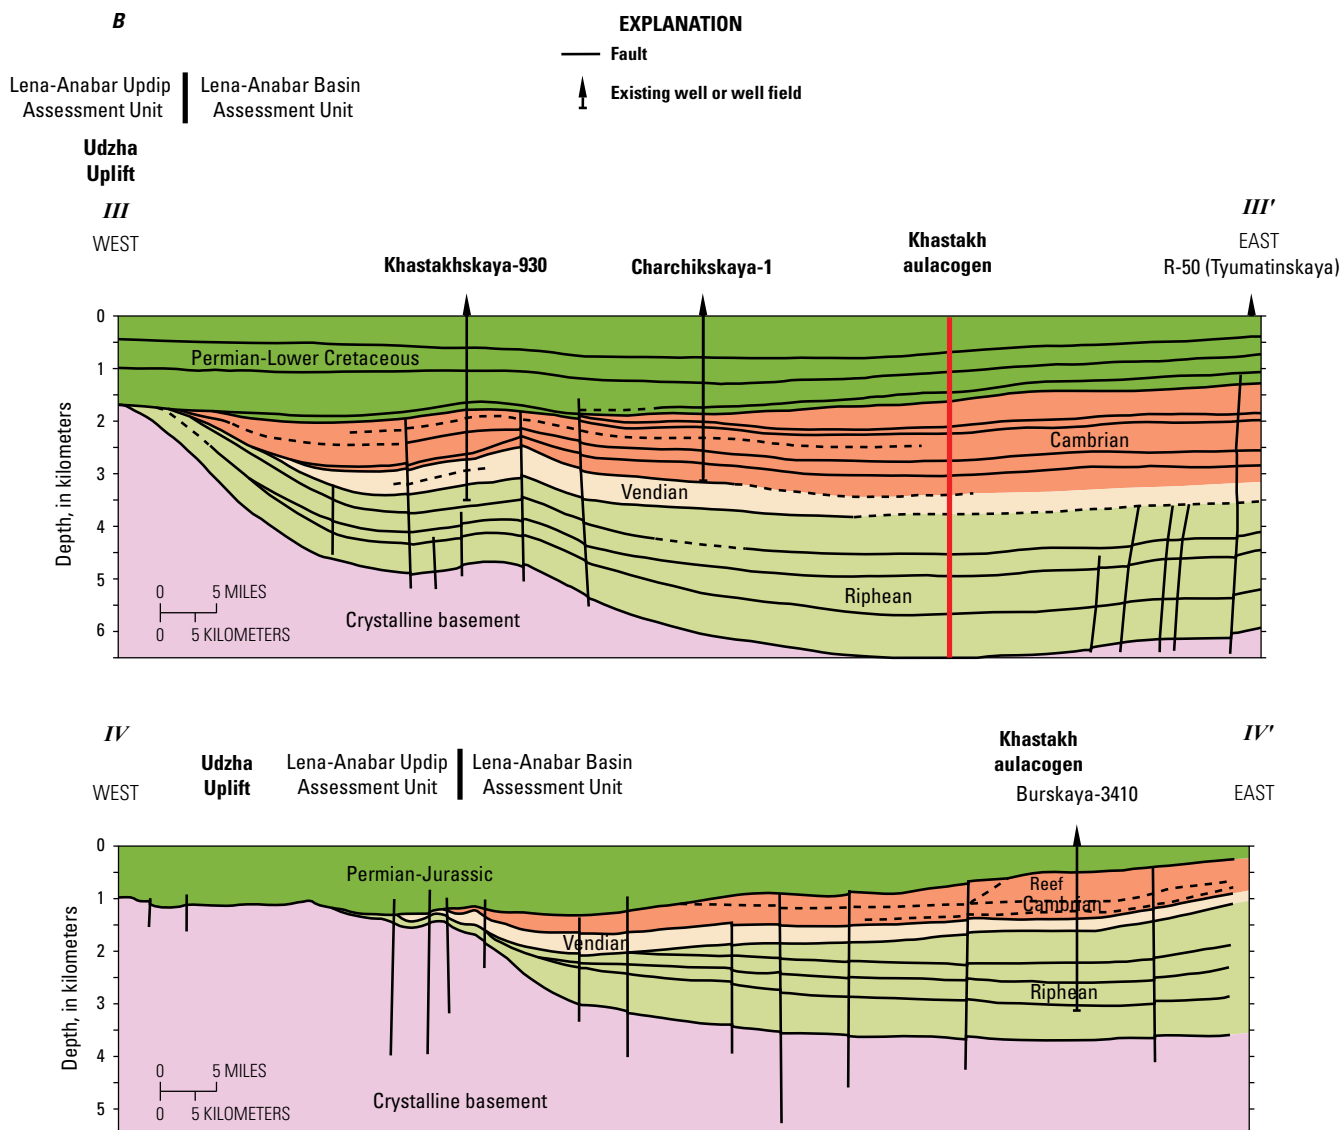 B
EXPLANATION
Fault
Existing well or well field
Lena-Anabar Updip
Assessment Unit
Lena-Anabar Basin
Assessment Unit
Udzha
Uplift
III
WEST
III'
EAST
Khastakhskaya-930
Charchikskaya-1
Khastakh
aulacogen
R-50 (Tyumatinskaya)
Depth, in kilometers
0
1
2
3
4
5
6
Permian-Lower Cretaceous
Cambrian
Vendian
Riphean
Crystalline basement
0 5 MILES
0 5 KILOMETERS
IV
WEST
Udzha
Uplift
Lena-Anabar Updip
Assessment Unit
Lena-Anabar Basin
Assessment Unit
Khastakh
aulacogen
Burskaya-3410
IV'
EAST
Depth, in kilometers
0
1
2
3
4
5
Permian-Jurassic
Reef
Cambrian
Vendian
Riphean
Crystalline basement
0 5 MILES
0 5 KILOMETERS